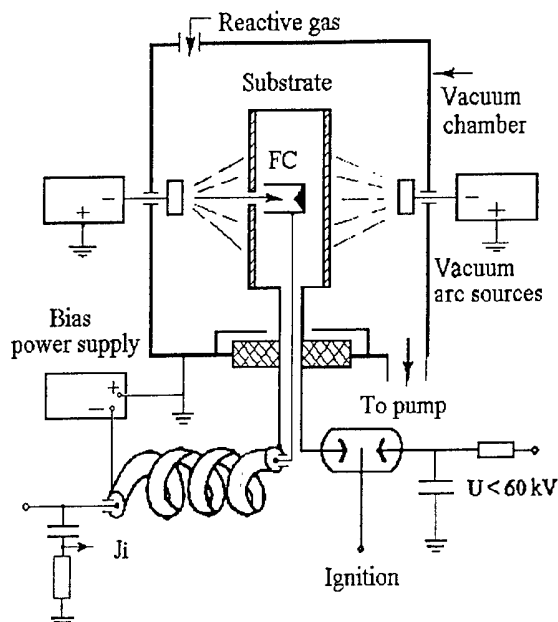 Reactive gas
Substrate
Vacuum
chamber
FC
−
+
−
+
Vacuum
arc sources
Bias
power supply
+
−
To pump
U < 60 kV
Ji
Ignition